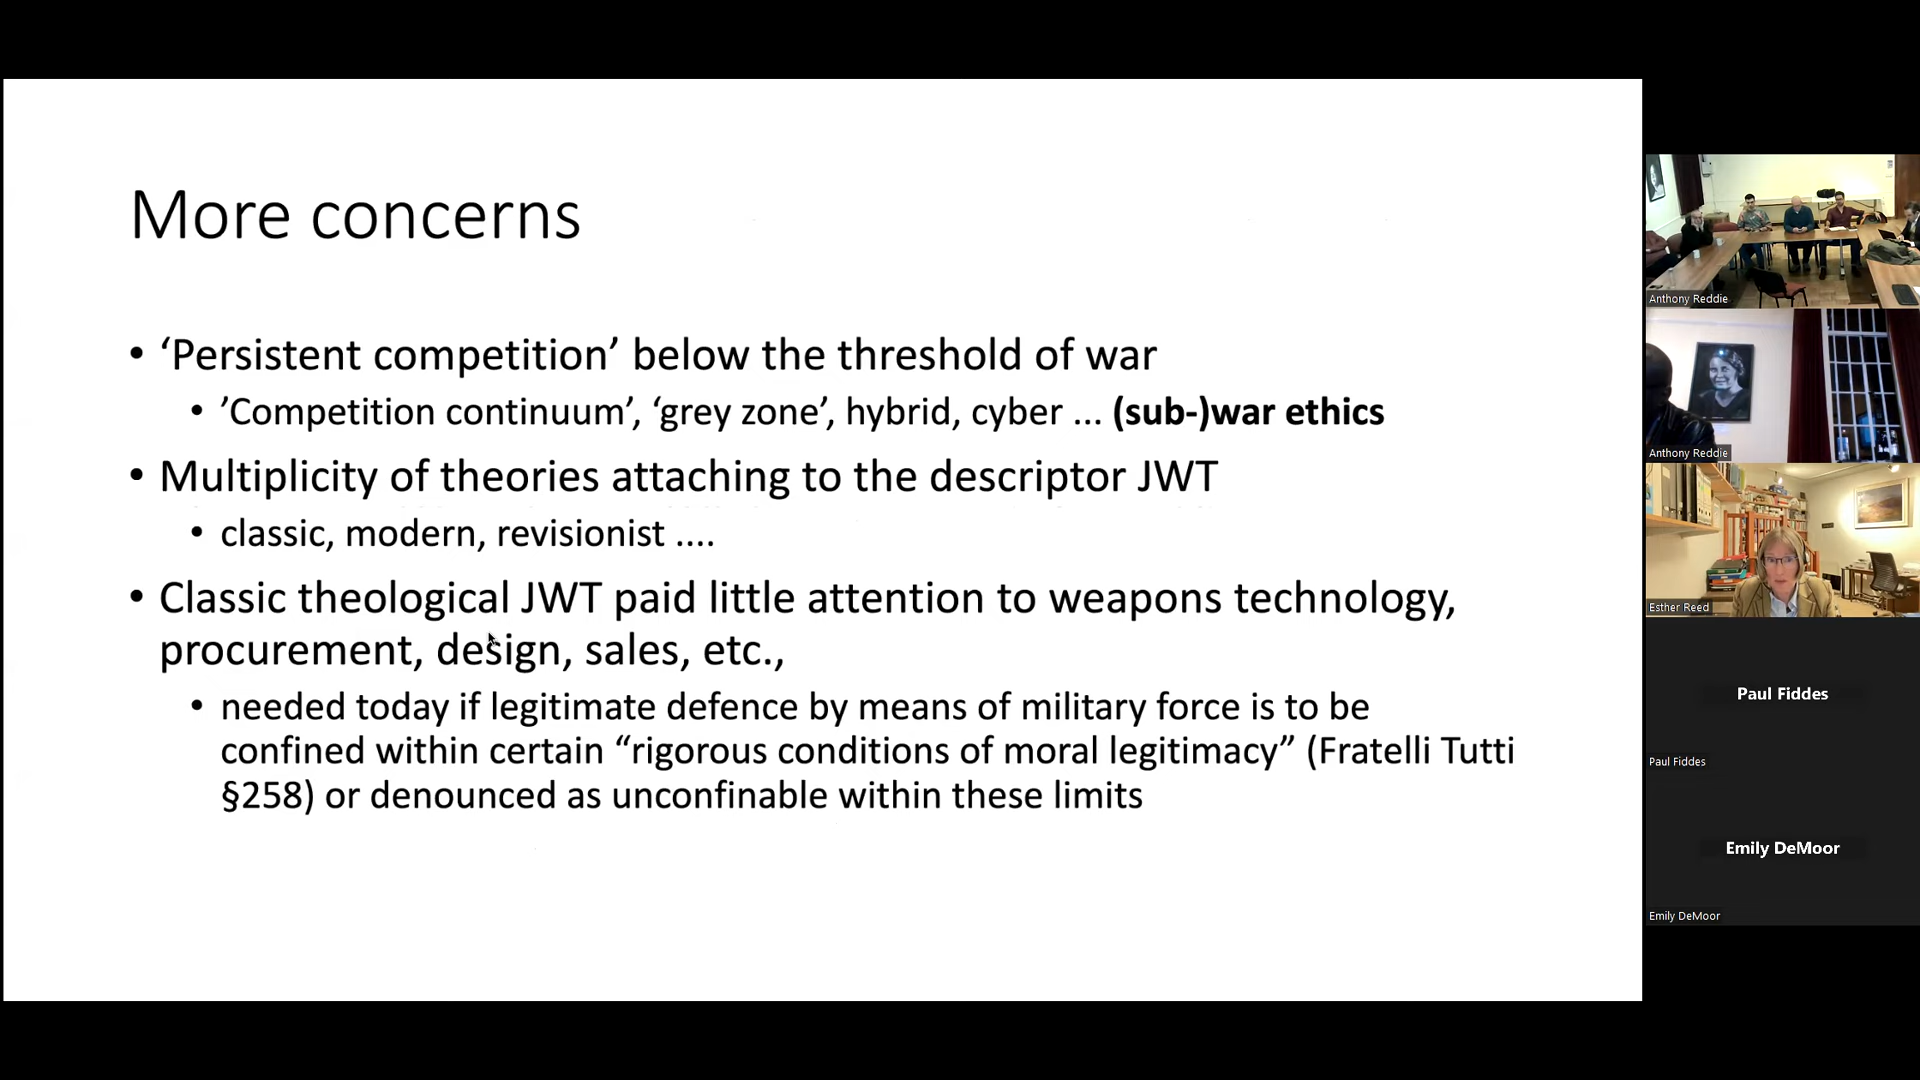 More concerns
• ‘Persistent competition’ below the threshold of war
• ’Competition continuum’, ‘grey zone’, hybrid, cyber ... (sub-)war ethics
• Multiplicity of theories attaching to the descriptor JWT
• classic, modern, revisionist ....
• Classic theological JWT paid little attention to weapons technology,
procurement, design, sales, etc.,
• needed today if legitimate defence by means of military force is to be
confined within certain “rigorous conditions of moral legitimacy” (Fratelli Tutti
§258) or denounced as unconfinable within these limits
Anthony Reddie
Anthony Reddie
Esther Reed
Paul Fiddes
Paul Fiddes
Emily DeMoor
Emily DeMoor